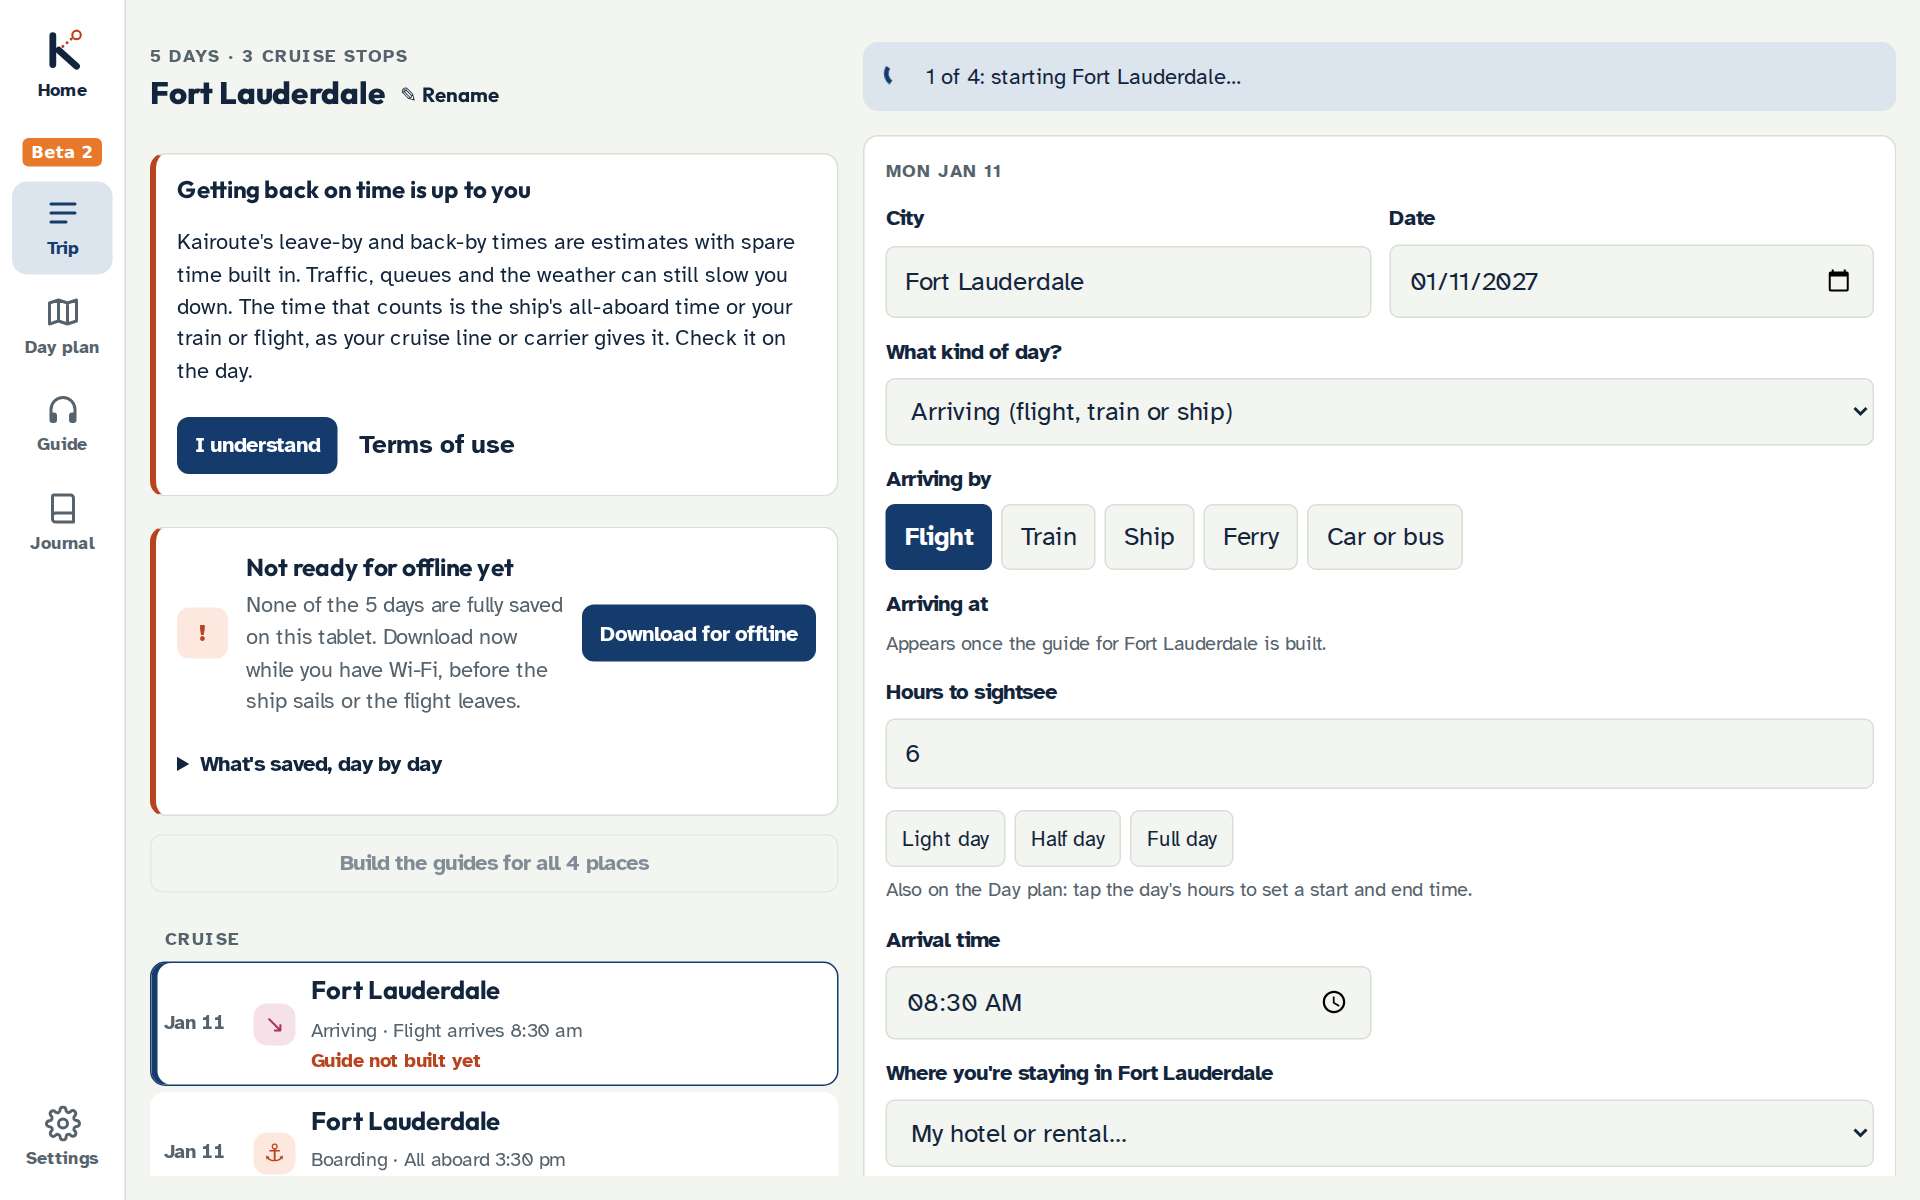 Home
Beta 2
Trip
Day plan
Guide
Journal
Settings
5 DAYS · 3 CRUISE STOPS
Fort Lauderdale ✎ Rename
Getting back on time is up to you
Kairoute's leave-by and back-by times are estimates with spare
time built in. Traffic, queues and the weather can still slow you
down. The time that counts is the ship's all-aboard time or your
train or flight, as your cruise line or carrier gives it. Check it on
the day.
I understand
Terms of use
!
Not ready for offline yet
None of the 5 days are fully saved
on this tablet. Download now
while you have Wi-Fi, before the
ship sails or the flight leaves.
Download for offline
What's saved, day by day
Build the guides for all 4 places
CRUISE
Jan 11
Fort Lauderdale
Arriving · Flight arrives 8:30 am
Guide not built yet
Jan 11
Fort Lauderdale
Boarding · All aboard 3:30 pm
1 of 4: starting Fort Lauderdale...
MON JAN 11
City
Date
Fort Lauderdale
01/11/2027
What kind of day?
Arriving (flight, train or ship)
Arriving by
Flight
Train
Ship
Ferry
Car or bus
Arriving at
Appears once the guide for Fort Lauderdale is built.
Hours to sightsee
6
Light day
Half day
Full day
Also on the Day plan: tap the day's hours to set a start and end time.
Arrival time
08:30 AM
Where you're staying in Fort Lauderdale
My hotel or rental...